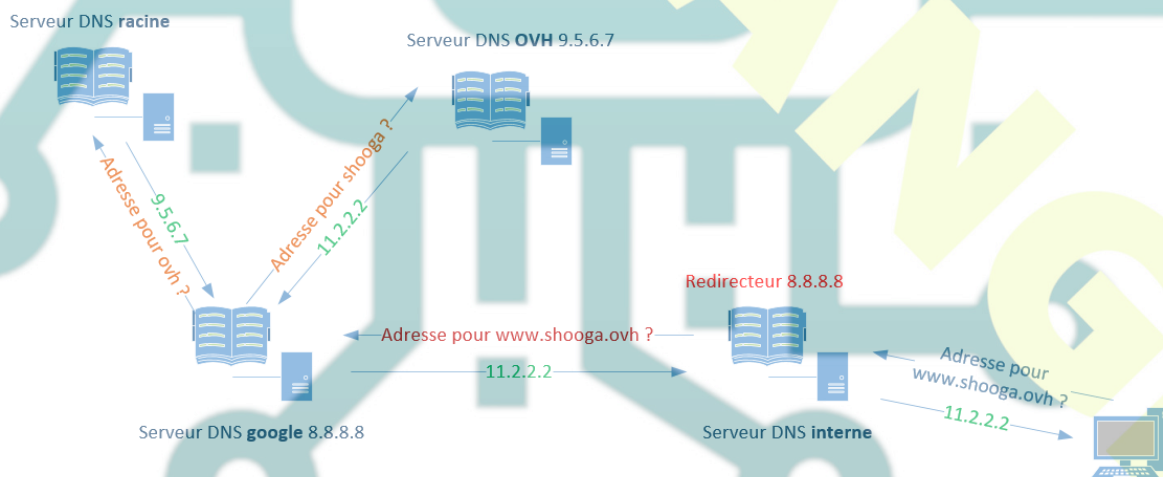 Serveur DNS racine
Serveur DNS OVH 9.5.6.7
Adresse pour ovh ?
9.5.6.7
Adresse pour shooga ?
11.2.2.2
Redirecteur 8.8.8.8
Adresse pour www.shooga.ovh ?
11.2.2.2
Adresse pour
www.shooga.ovh ?
11.2.2.2
Serveur DNS google 8.8.8.8
Serveur DNS interne